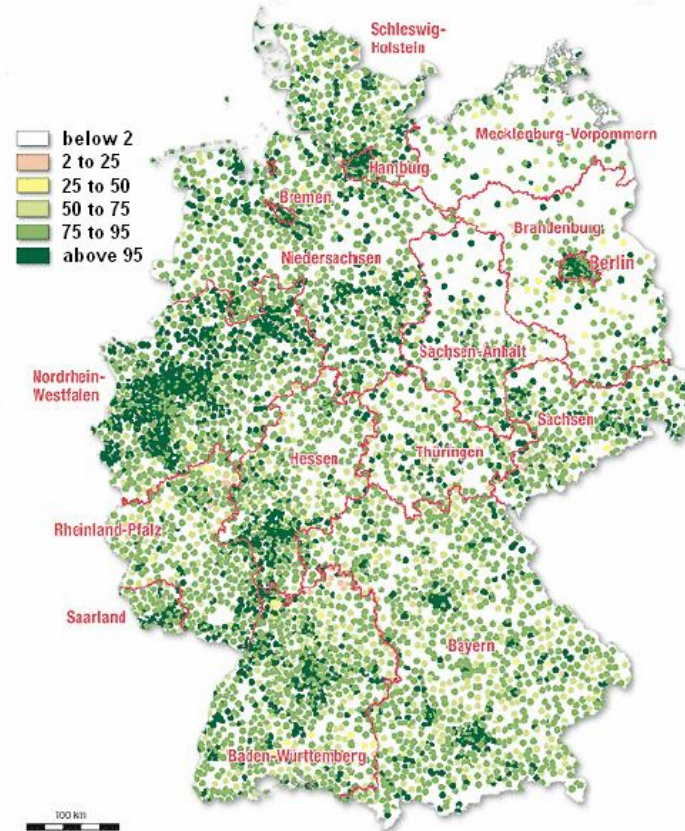 Schleswig-
Holstein
Mecklenburg-Vorpommern
below 2
2 to 25
25 to 50
50 to 75
75 to 95
above 95
Hamburg
Bremen
Brandenburg
Berlin
Niedersachsen
Sachsen-Anhalt
Nordrhein-
Westfalen
Sachsen
Hessen
Thüringen
Rheinland-Pfalz
Saarland
Bayern
Baden-Württemberg
100 km